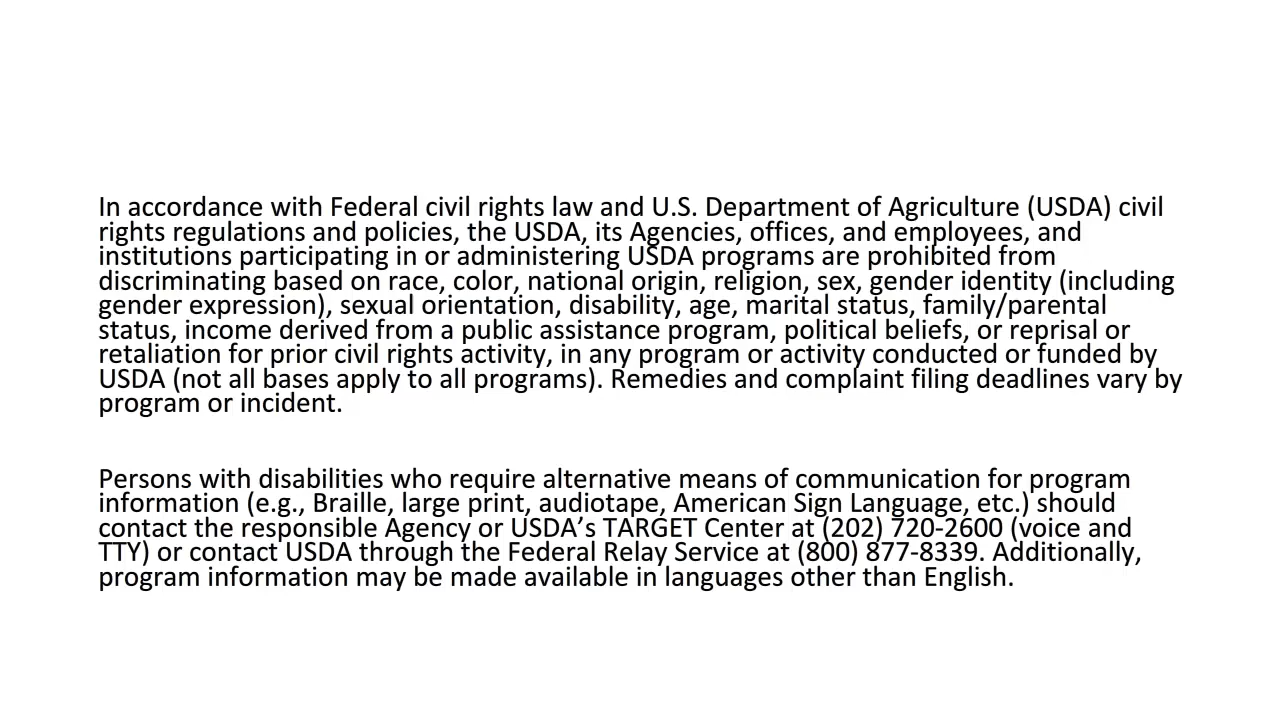 In accordance with Federal civil rights law and U.S. Department of Agriculture (USDA) civil
rights regulations and policies, the USDA, its Agencies, offices, and employees, and
institutions participating in or administering USDA programs are prohibited from
discriminating based on race, color, national origin, religion, sex, gender identity (including
gender expression), sexual orientation, disability, age, marital status, family/parental
status, income derived from a public assistance program, political beliefs, or reprisal or
retaliation for prior civil rights activity, in any program or activity conducted or funded by
USDA (not all bases apply to all programs). Remedies and complaint filing deadlines vary by
program or incident.
Persons with disabilities who require alternative means of communication for program
information (e.g., Braille, large print, audiotape, American Sign Language, etc.) should
contact the responsible Agency or USDA’s TARGET Center at (202) 720-2600 (voice and
TTY) or contact USDA through the Federal Relay Service at (800) 877-8339. Additionally,
program information may be made available in languages other than English.